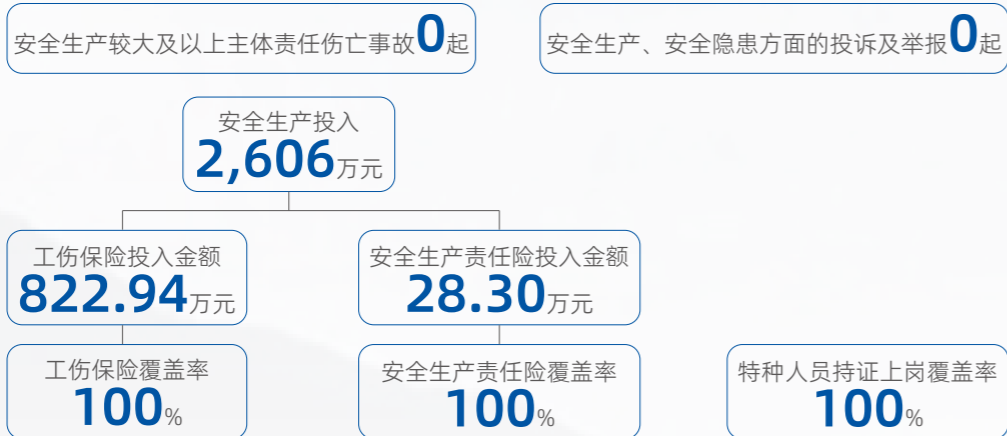 安全生产较大及以上主体责任伤亡事故0起
安全生产、安全隐患方面的投诉及举报0起
安全生产投入
2,606万元
工伤保险投入金额
822.94万元
安全生产责任险投入金额
28.30万元
工伤保险覆盖率
100%
安全生产责任险覆盖率
100%
特种人员持证上岗覆盖率
100%